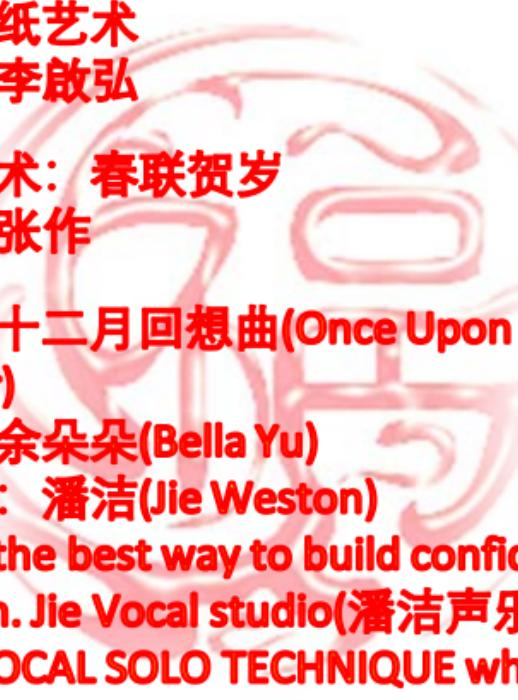 纸艺术
李啟弘
术：春联贺岁
张作
十二月回想曲(Once Upon
)
余朵朵(Bella Yu)
：潘洁(Jie Weston)
the best way to build confid
. Jie Vocal studio(潘洁声乐
OCAL SOLO TECHNIQUE wh